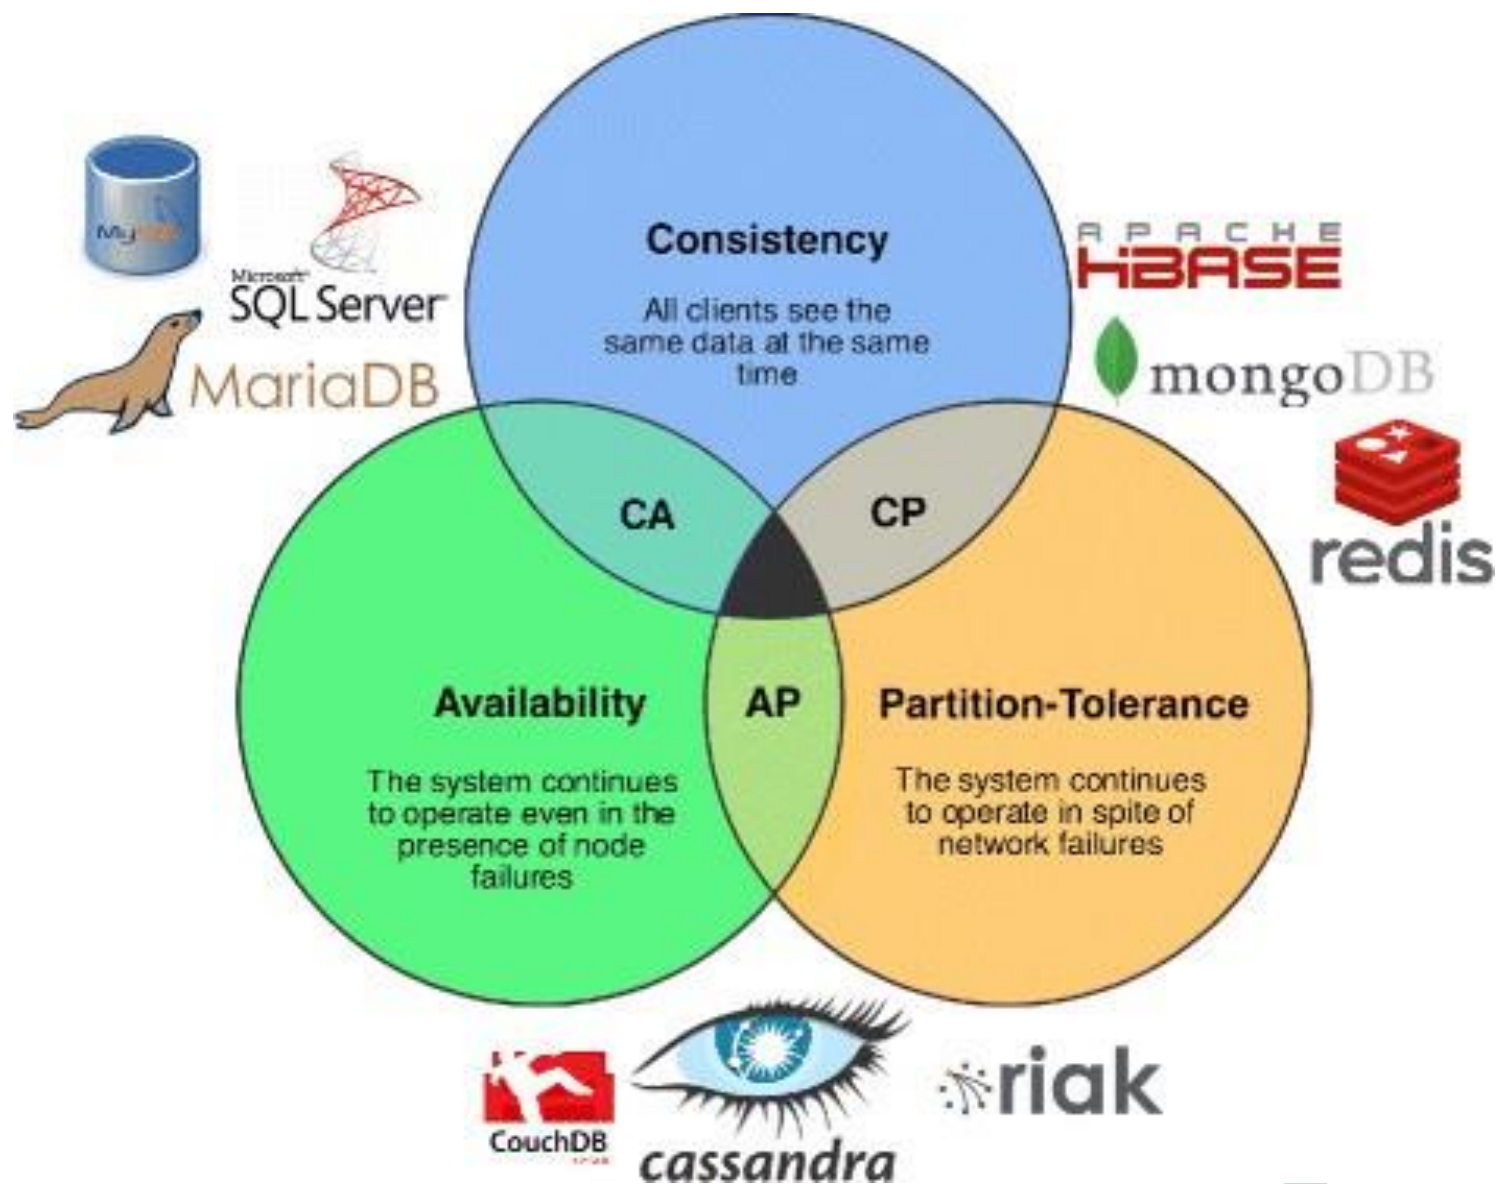 Consistency
All clients see the
same data at the same
time
MySQL
Microsoft
SQL Server
MariaDB
APACHE
HBASE
mongoDB
redis
CA
CP
Availability
AP
Partition-Tolerance
The system continues
to operate even in the
presence of node
failures
The system continues
to operate in spite of
network failures
CouchDB
cassandra
riak